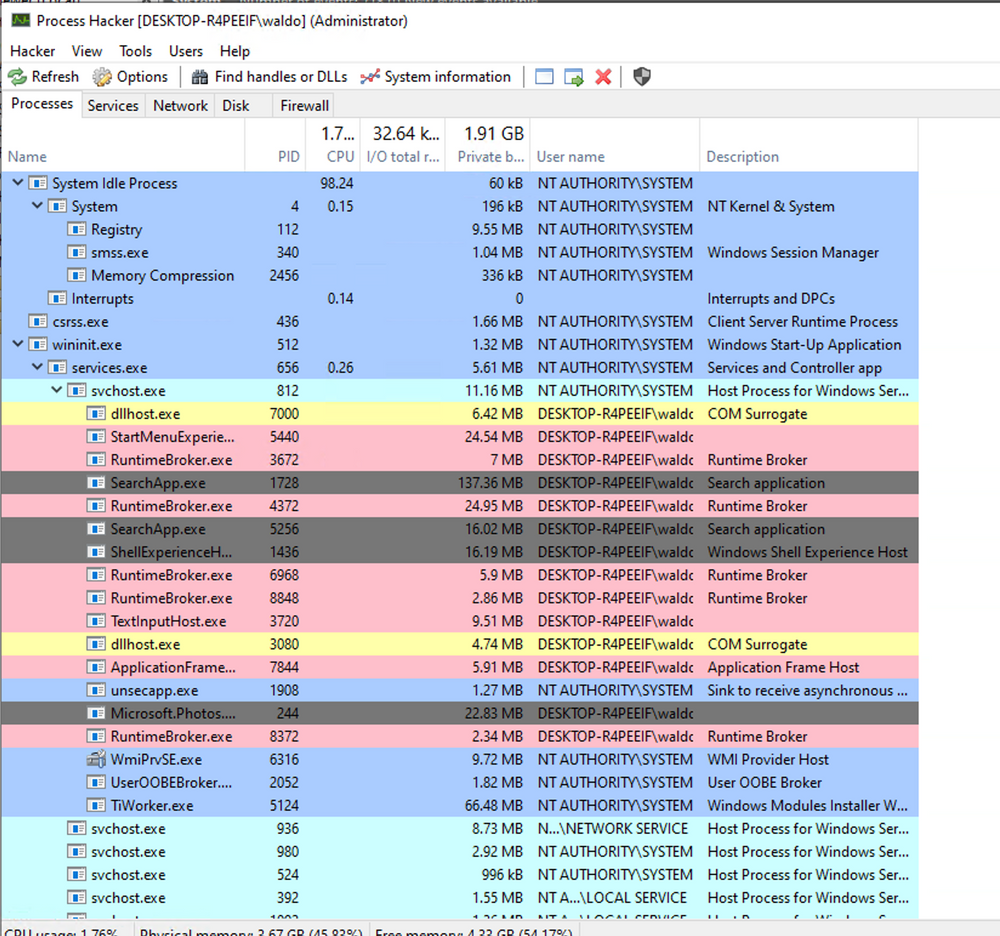 Process Hacker [DESKTOP-R4PEEIF\waldo] (Administrator)
Hacker View Tools Users Help
Refresh Options Find handles or DLLs System information
Processes Services Network Disk Firewall
1.7... 32.64 k... 1.91 GB
Name PID CPU I/O total r... Private b... User name Description
System Idle Process 98.24 60 kB NT AUTHORITY\SYSTEM
System 4 0.15 196 kB NT AUTHORITY\SYSTEM NT Kernel & System
Registry 112 9.55 MB NT AUTHORITY\SYSTEM
smss.exe 340 1.04 MB NT AUTHORITY\SYSTEM Windows Session Manager
Memory Compression 2456 336 kB NT AUTHORITY\SYSTEM
Interrupts 0.14 0 Interrupts and DPCs
csrss.exe 436 1.66 MB NT AUTHORITY\SYSTEM Client Server Runtime Process
wininit.exe 512 1.32 MB NT AUTHORITY\SYSTEM Windows Start-Up Application
services.exe 656 0.26 5.61 MB NT AUTHORITY\SYSTEM Services and Controller app
svchost.exe 812 11.16 MB NT AUTHORITY\SYSTEM Host Process for Windows Ser...
dllhost.exe 7000 6.42 MB DESKTOP-R4PEEIF\waldc COM Surrogate
StartMenuExperie... 5440 24.54 MB DESKTOP-R4PEEIF\waldc
RuntimeBroker.exe 3672 7 MB DESKTOP-R4PEEIF\waldc Runtime Broker
SearchApp.exe 1728 137.36 MB DESKTOP-R4PEEIF\waldc Search application
RuntimeBroker.exe 4372 24.95 MB DESKTOP-R4PEEIF\waldc Runtime Broker
SearchApp.exe 5256 16.02 MB DESKTOP-R4PEEIF\waldc Search application
ShellExperienceH... 1436 16.19 MB DESKTOP-R4PEEIF\waldc Windows Shell Experience Host
RuntimeBroker.exe 6968 5.9 MB DESKTOP-R4PEEIF\waldc Runtime Broker
RuntimeBroker.exe 8848 2.86 MB DESKTOP-R4PEEIF\waldc Runtime Broker
TextInputHost.exe 3720 9.51 MB DESKTOP-R4PEEIF\waldc
dllhost.exe 3080 4.74 MB DESKTOP-R4PEEIF\waldc COM Surrogate
ApplicationFrame... 7844 5.91 MB DESKTOP-R4PEEIF\waldc Application Frame Host
unsecapp.exe 1908 1.27 MB NT AUTHORITY\SYSTEM Sink to receive asynchronous ...
Microsoft.Photos.... 244 22.83 MB DESKTOP-R4PEEIF\waldc
RuntimeBroker.exe 8372 2.34 MB DESKTOP-R4PEEIF\waldc Runtime Broker
WmiPrvSE.exe 6316 9.72 MB NT AUTHORITY\SYSTEM WMI Provider Host
UserOOBEBroker.... 2052 1.82 MB NT AUTHORITY\SYSTEM User OOBE Broker
TiWorker.exe 5124 66.48 MB NT AUTHORITY\SYSTEM Windows Modules Installer W...
svchost.exe 936 8.73 MB N...\NETWORK SERVICE Host Process for Windows Ser...
svchost.exe 980 2.92 MB NT AUTHORITY\SYSTEM Host Process for Windows Ser...
svchost.exe 524 996 kB NT AUTHORITY\SYSTEM Host Process for Windows Ser...
svchost.exe 392 1.55 MB NT A...\LOCAL SERVICE Host Process for Windows Ser...
CPU usage: 1.76% Physical memory: 3.67 GB (45.83%) Free memory: 4.33 GB (54.17%)